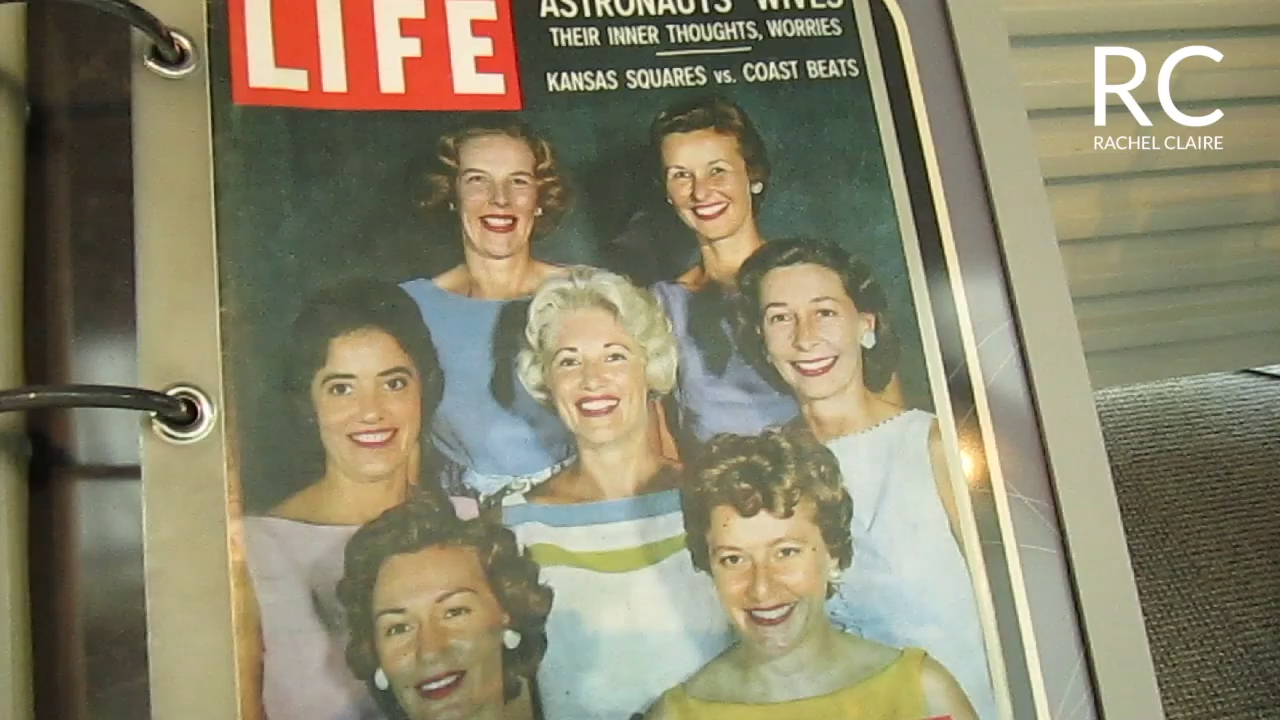 LIFE
ASTRONAUTS' WIVES
THEIR INNER THOUGHTS, WORRIES
KANSAS SQUARES vs. COAST BEATS
RC
RACHEL CLAIRE